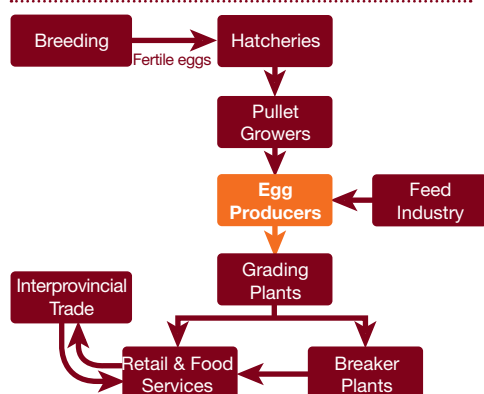 Breeding
Fertile eggs
Hatcheries
Pullet
Growers
Egg
Producers
Feed
Industry
Grading
Plants
Interprovincial
Trade
Retail & Food
Services
Breaker
Plants